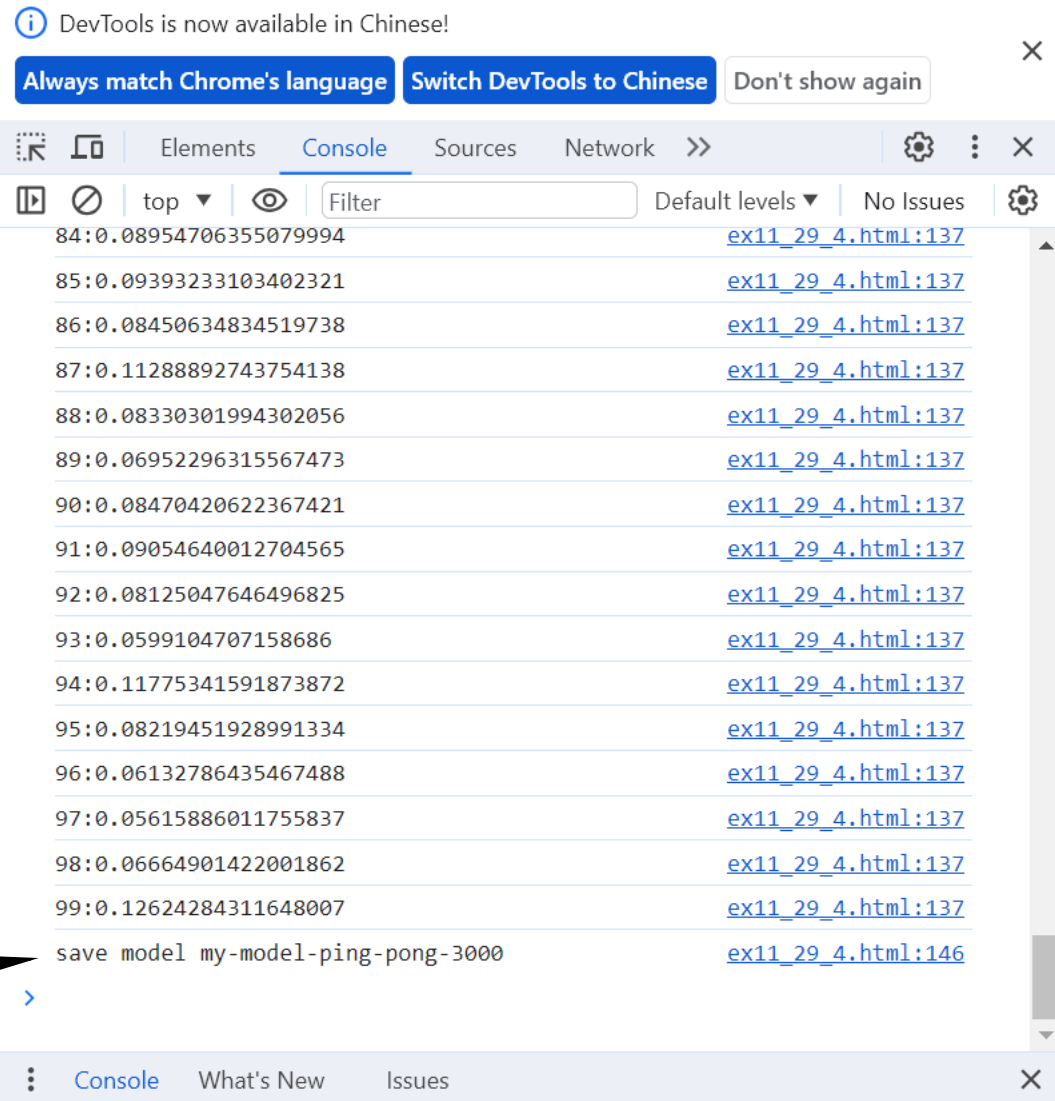 DevTools is now available in Chinese!
Always match Chrome's language Switch DevTools to Chinese Don't show again
Elements Console Sources Network
top Filter Default levels No Issues
84:0.08954706355079994 ex11_29_4.html:137
85:0.09393233103402321 ex11_29_4.html:137
86:0.08450634834519738 ex11_29_4.html:137
87:0.11288892743754138 ex11_29_4.html:137
88:0.08330301994302056 ex11_29_4.html:137
89:0.06952296315567473 ex11_29_4.html:137
90:0.08470420622367421 ex11_29_4.html:137
91:0.09054640012704565 ex11_29_4.html:137
92:0.08125047646496825 ex11_29_4.html:137
93:0.0599104707158686 ex11_29_4.html:137
94:0.11775341591873872 ex11_29_4.html:137
95:0.08219451928991334 ex11_29_4.html:137
96:0.06132786435467488 ex11_29_4.html:137
97:0.05615886011755837 ex11_29_4.html:137
98:0.06664901422001862 ex11_29_4.html:137
99:0.12624284311648007 ex11_29_4.html:137
save model my-model-ping-pong-3000 ex11_29_4.html:146
Console What's New Issues